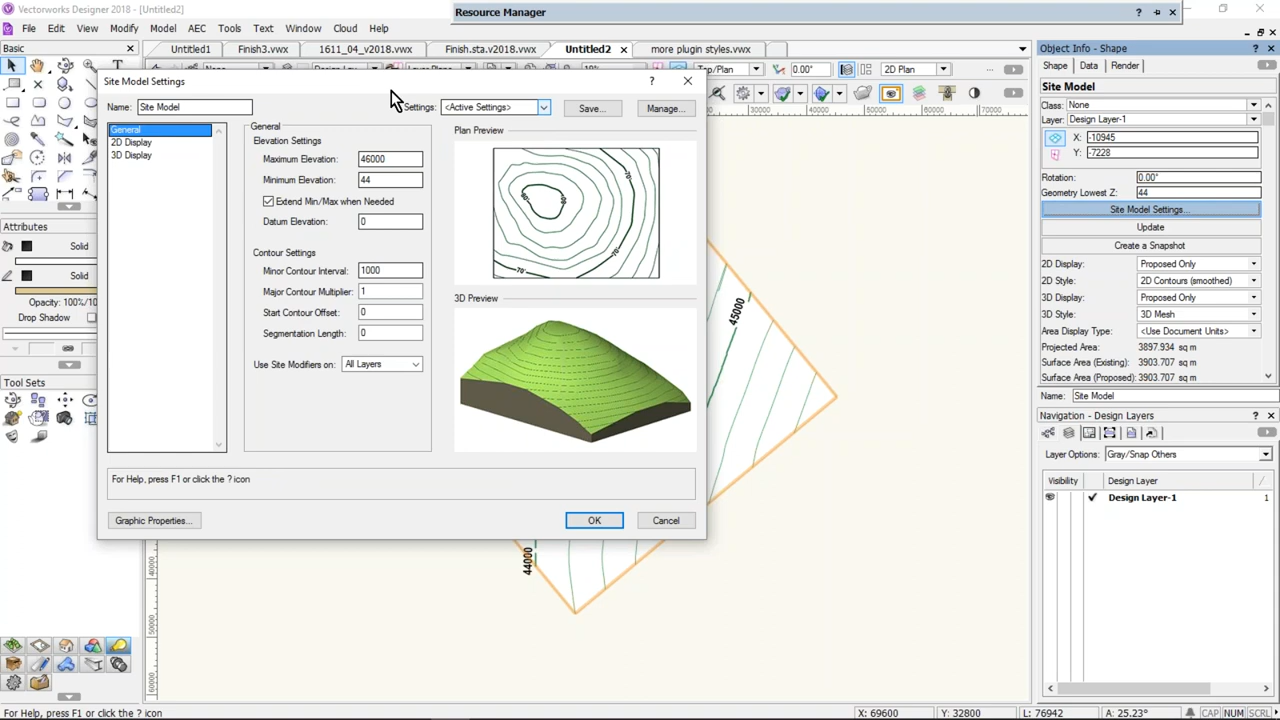 Vectorworks Designer 2018 - [Untitled2]
Resource Manager
File Edit View Modify Model AEC Tools Text Window Cloud Help
Basic
Untitled1 Finish3.vwx 1611_04_v2018.vwx Finish.sta.v2018.vwx Untitled2 more plugin styles.vwx
Top/Plan 0.00° 2D Plan
Site Model Settings
Name: Site Model Settings: <Active Settings> Save... Manage...
General
2D Display
3D Display
General
Elevation Settings
Maximum Elevation: 46000
Minimum Elevation: 44
Extend Min/Max when Needed
Datum Elevation: 0
Contour Settings
Minor Contour Interval: 1000
Major Contour Multiplier: 1
Start Contour Offset: 0
Segmentation Length: 0
Use Site Modifiers on: All Layers
Plan Preview
3D Preview
For Help, press F1 or click the ? icon
Graphic Properties... OK Cancel
Attributes
Solid
Solid
Opacity: 100%/10
Drop Shadow
Tool Sets
30000 50000 60000 70000
40000
50000
60000
45000
44000
Object Info - Shape
Shape Data Render
Site Model
Class: None
Layer: Design Layer-1
X: -10945
Y: -7228
Rotation: 0.00°
Geometry Lowest Z: 44
Site Model Settings...
Update
Create a Snapshot
2D Display: Proposed Only
2D Style: 2D Contours (smoothed)
3D Display: Proposed Only
3D Style: 3D Mesh
Area Display Type: <Use Document Units>
Projected Area: 3897.934 sq m
Surface Area (Existing): 3903.707 sq m
Surface Area (Proposed): 3903.707 sq m
Name: Site Model
Navigation - Design Layers
Layer Options: Gray/Snap Others
Visibility Design Layer /
Design Layer-1 1
For Help, press F1 or click the ? icon
X: 69600 Y: 32800 L: 76942 A: 25.23° CAP NUM SCRL